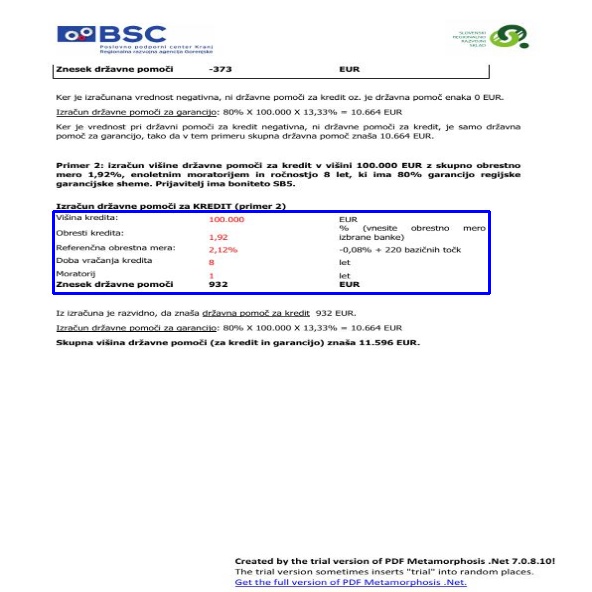 BSC
Poslovno podporni center Kranj
Regionalna razvojna agencija Gorenjske
SLOVENSKI
REGIONALNO
RAZVOJNI
SKLAD
Znesek državne pomoči -373 EUR
Ker je izračunana vrednost negativna, ni državne pomoči za kredit oz. je državna pomoč enaka 0 EUR.
Izračun državne pomoči za garancijo: 80% X 100.000 X 13,33% = 10.664 EUR
Ker je vrednost pri državni pomoči za kredit negativna, ni državne pomoči za kredit, je samo državna
pomoč za garancijo, tako da v tem primeru skupna državna pomoč znaša 10.664 EUR.
Primer 2: izračun višine državne pomoči za kredit v višini 100.000 EUR z skupno obrestno
mero 1,92%, enoletnim moratorijem in ročnostjo 8 let, ki ima 80% garancijo regijske
garancijske sheme. Prijavitelj ima boniteto SB5.
Izračun državne pomoči za KREDIT (primer 2)
Višina kredita: 100.000 EUR
Obresti kredita: 1,92 % (vnesite obrestno mero
izbrane banke)
Referenčna obrestna mera: 2,12% -0,08% + 220 bazičnih točk
Doba vračanja kredita 8 let
Moratorij 1 let
Znesek državne pomoči 932 EUR
Iz izračuna je razvidno, da znaša državna pomoč za kredit 932 EUR.
Izračun državne pomoči za garancijo: 80% X 100.000 X 13,33% = 10.664 EUR
Skupna višina državne pomoči (za kredit in garancijo) znaša 11.596 EUR.
Created by the trial version of PDF Metamorphosis .Net 7.0.8.10!
The trial version sometimes inserts "trial" into random places.
Get the full version of PDF Metamorphosis .Net.